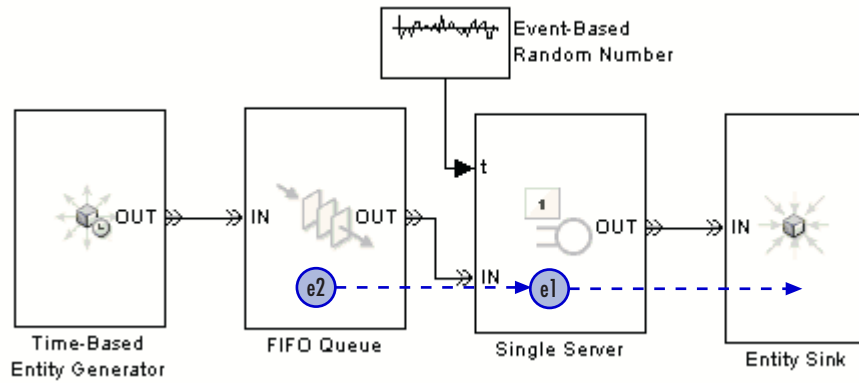 Event-Based
Random Number
t
1
OUT
IN
OUT
OUT
IN
IN
e2
e1
Time-Based
Entity Generator
FIFO Queue
Single Server
Entity Sink